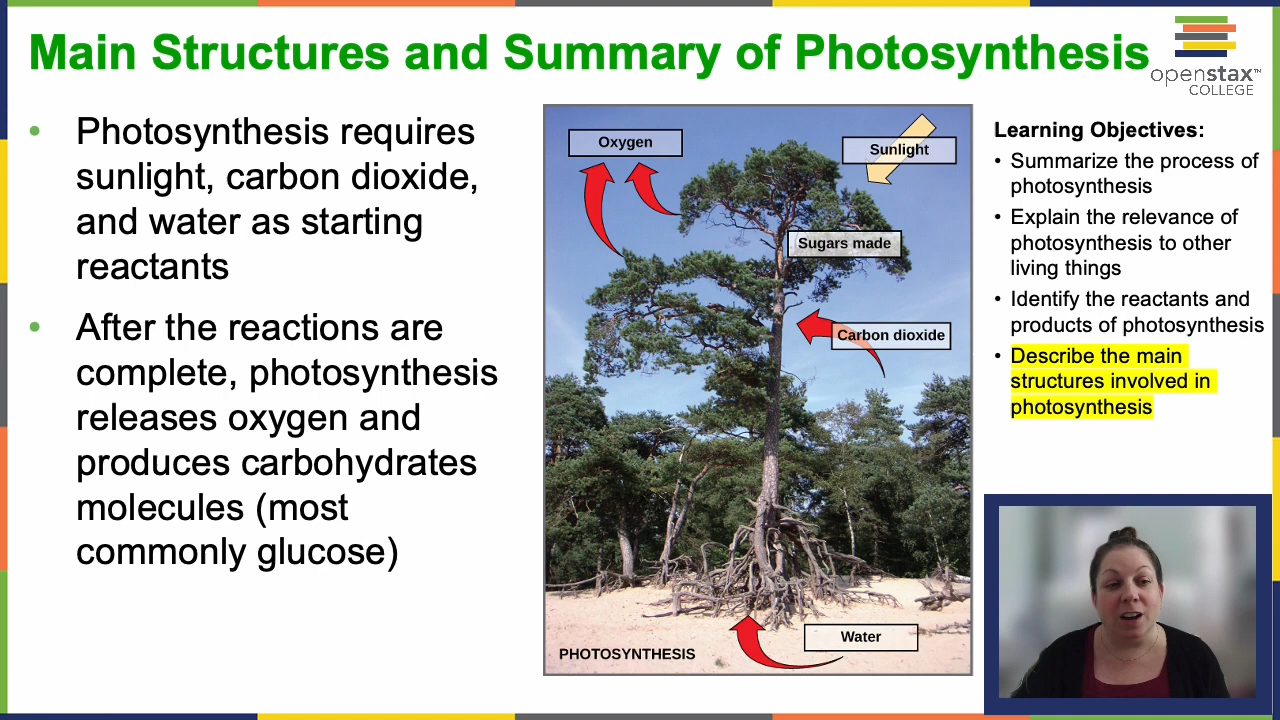 Main Structures and Summary of Photosynthesis
openstax™
COLLEGE
• Photosynthesis requires
sunlight, carbon dioxide,
and water as starting
reactants
• After the reactions are
complete, photosynthesis
releases oxygen and
produces carbohydrates
molecules (most
commonly glucose)
Oxygen
Sunlight
Sugars made
Carbon dioxide
Water
PHOTOSYNTHESIS
Learning Objectives:
• Summarize the process of
photosynthesis
• Explain the relevance of
photosynthesis to other
living things
• Identify the reactants and
products of photosynthesis
• Describe the main
structures involved in
photosynthesis